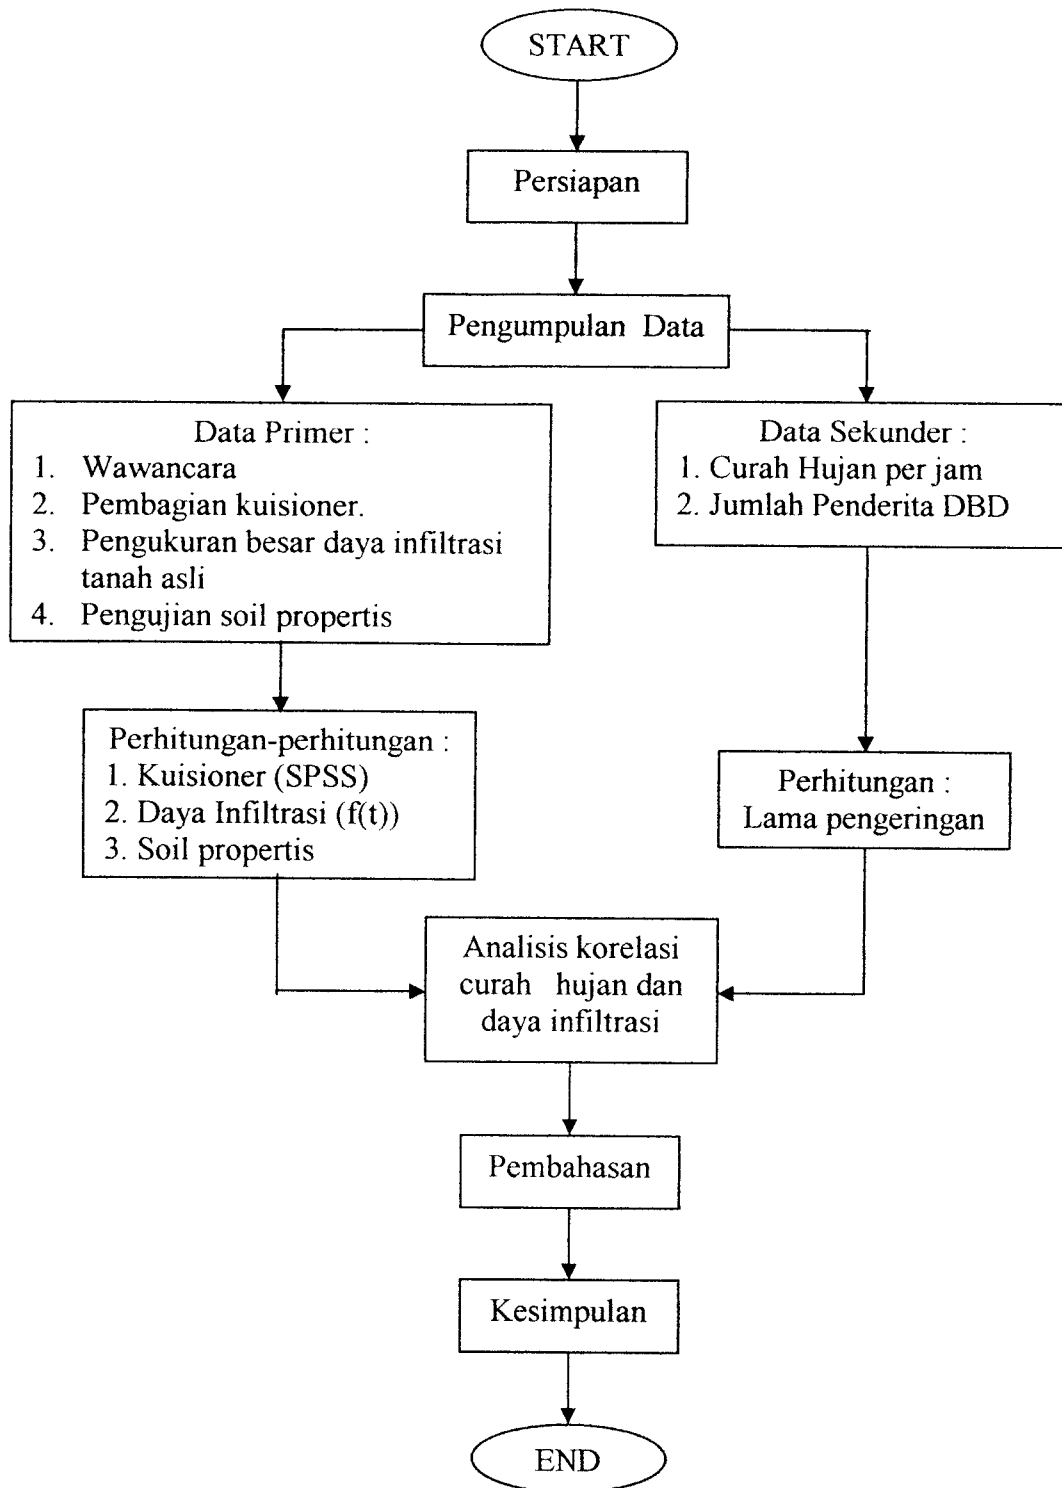 START
Persiapan
Pengumpulan Data
Data Primer :
1. Wawancara
2. Pembagian kuisioner.
3. Pengukuran besar daya infiltrasi
tanah asli
4. Pengujian soil propertis
Data Sekunder :
1. Curah Hujan per jam
2. Jumlah Penderita DBD
Perhitungan-perhitungan :
1. Kuisioner (SPSS)
2. Daya Infiltrasi (f(t))
3. Soil propertis
Perhitungan :
Lama pengeringan
Analisis korelasi
curah hujan dan
daya infiltrasi
Pembahasan
Kesimpulan
END